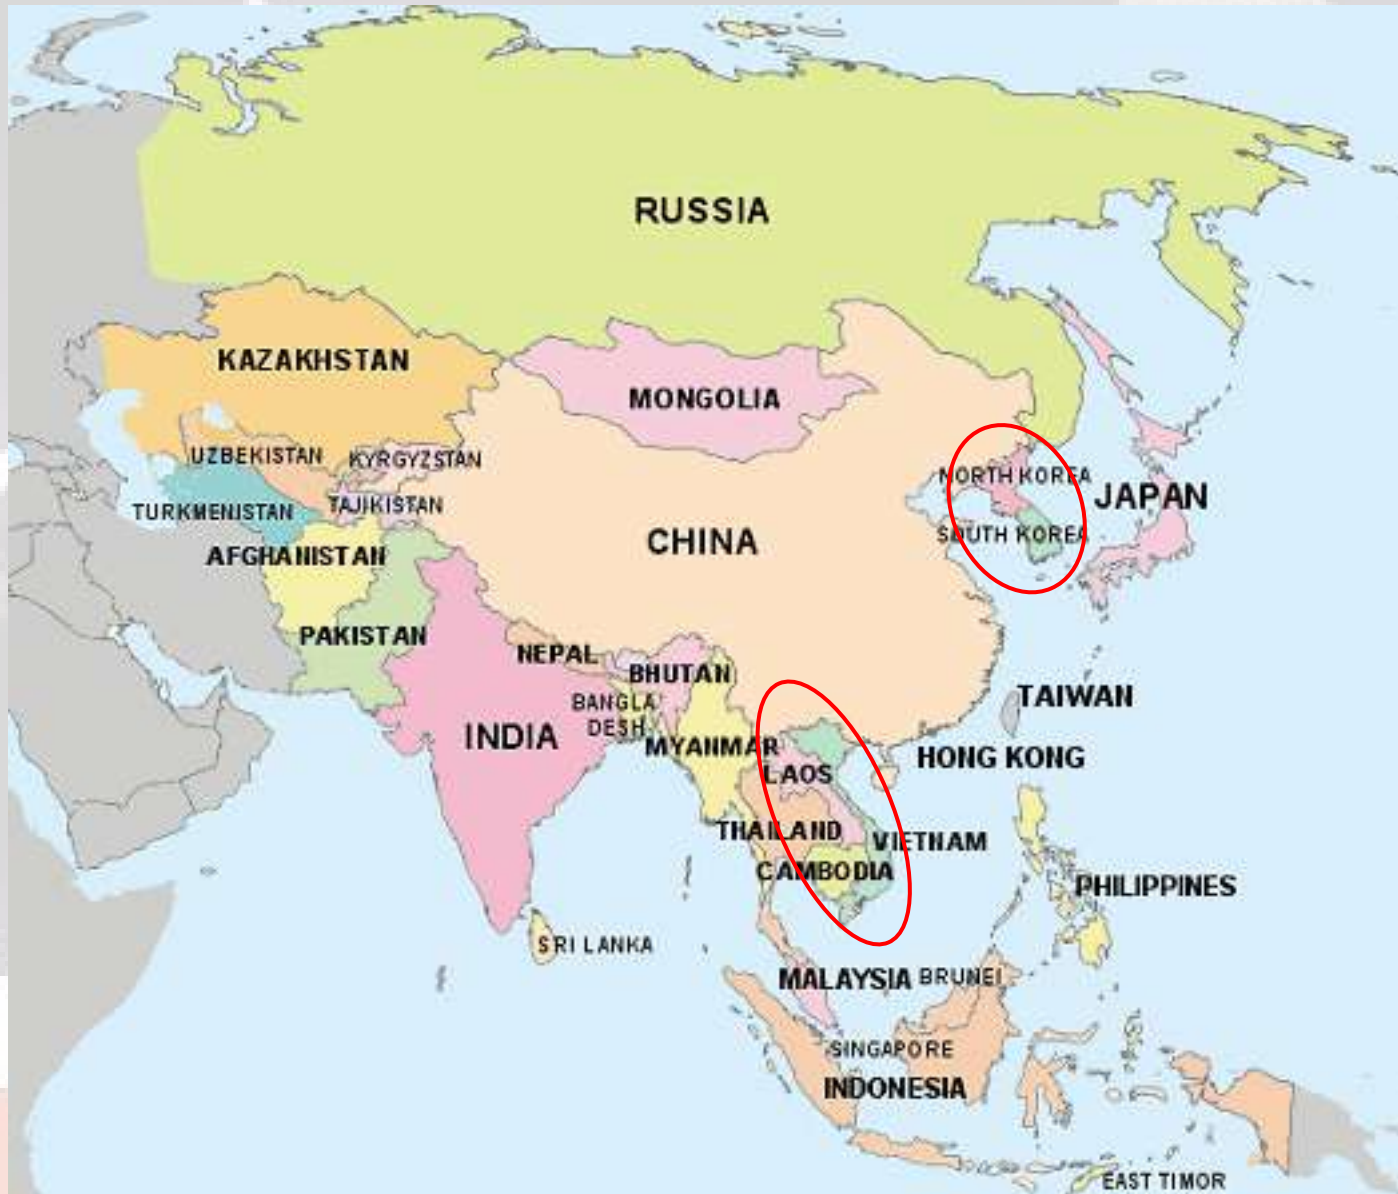 RUSSIA
KAZAKHSTAN
MONGOLIA
UZBEKISTAN
KYRGYZSTAN
NORTH KOREA
JAPAN
TURKMENISTAN
TAJIKISTAN
SOUTH KOREA
CHINA
AFGHANISTAN
PAKISTAN
NEPAL
BHUTAN
TAIWAN
BANGLA
DESH
INDIA
MYANMAR
HONG KONG
LAOS
THAILAND
VIETNAM
CAMBODIA
PHILIPPINES
SRI LANKA
MALAYSIA
BRUNEI
SINGAPORE
INDONESIA
EAST TIMOR